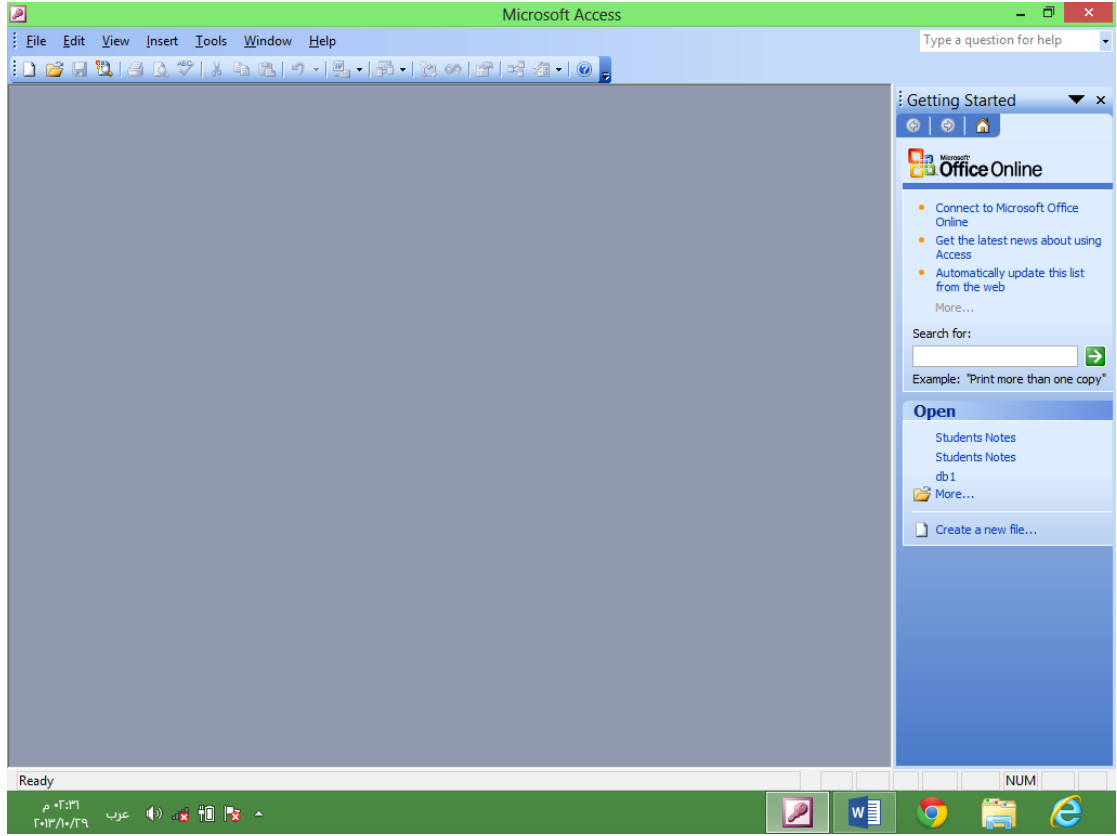 Microsoft Access
File Edit View Insert Tools Window Help
Type a question for help
Getting Started
Microsoft
Office Online
Connect to Microsoft Office
Online
Get the latest news about using
Access
Automatically update this list
from the web
More...
Search for:
Example: "Print more than one copy"
Open
Students Notes
Students Notes
db1
More...
Create a new file...
Ready
NUM
٠٢:٣١ م
٢٠١٣/١٠/٢٩
عرب